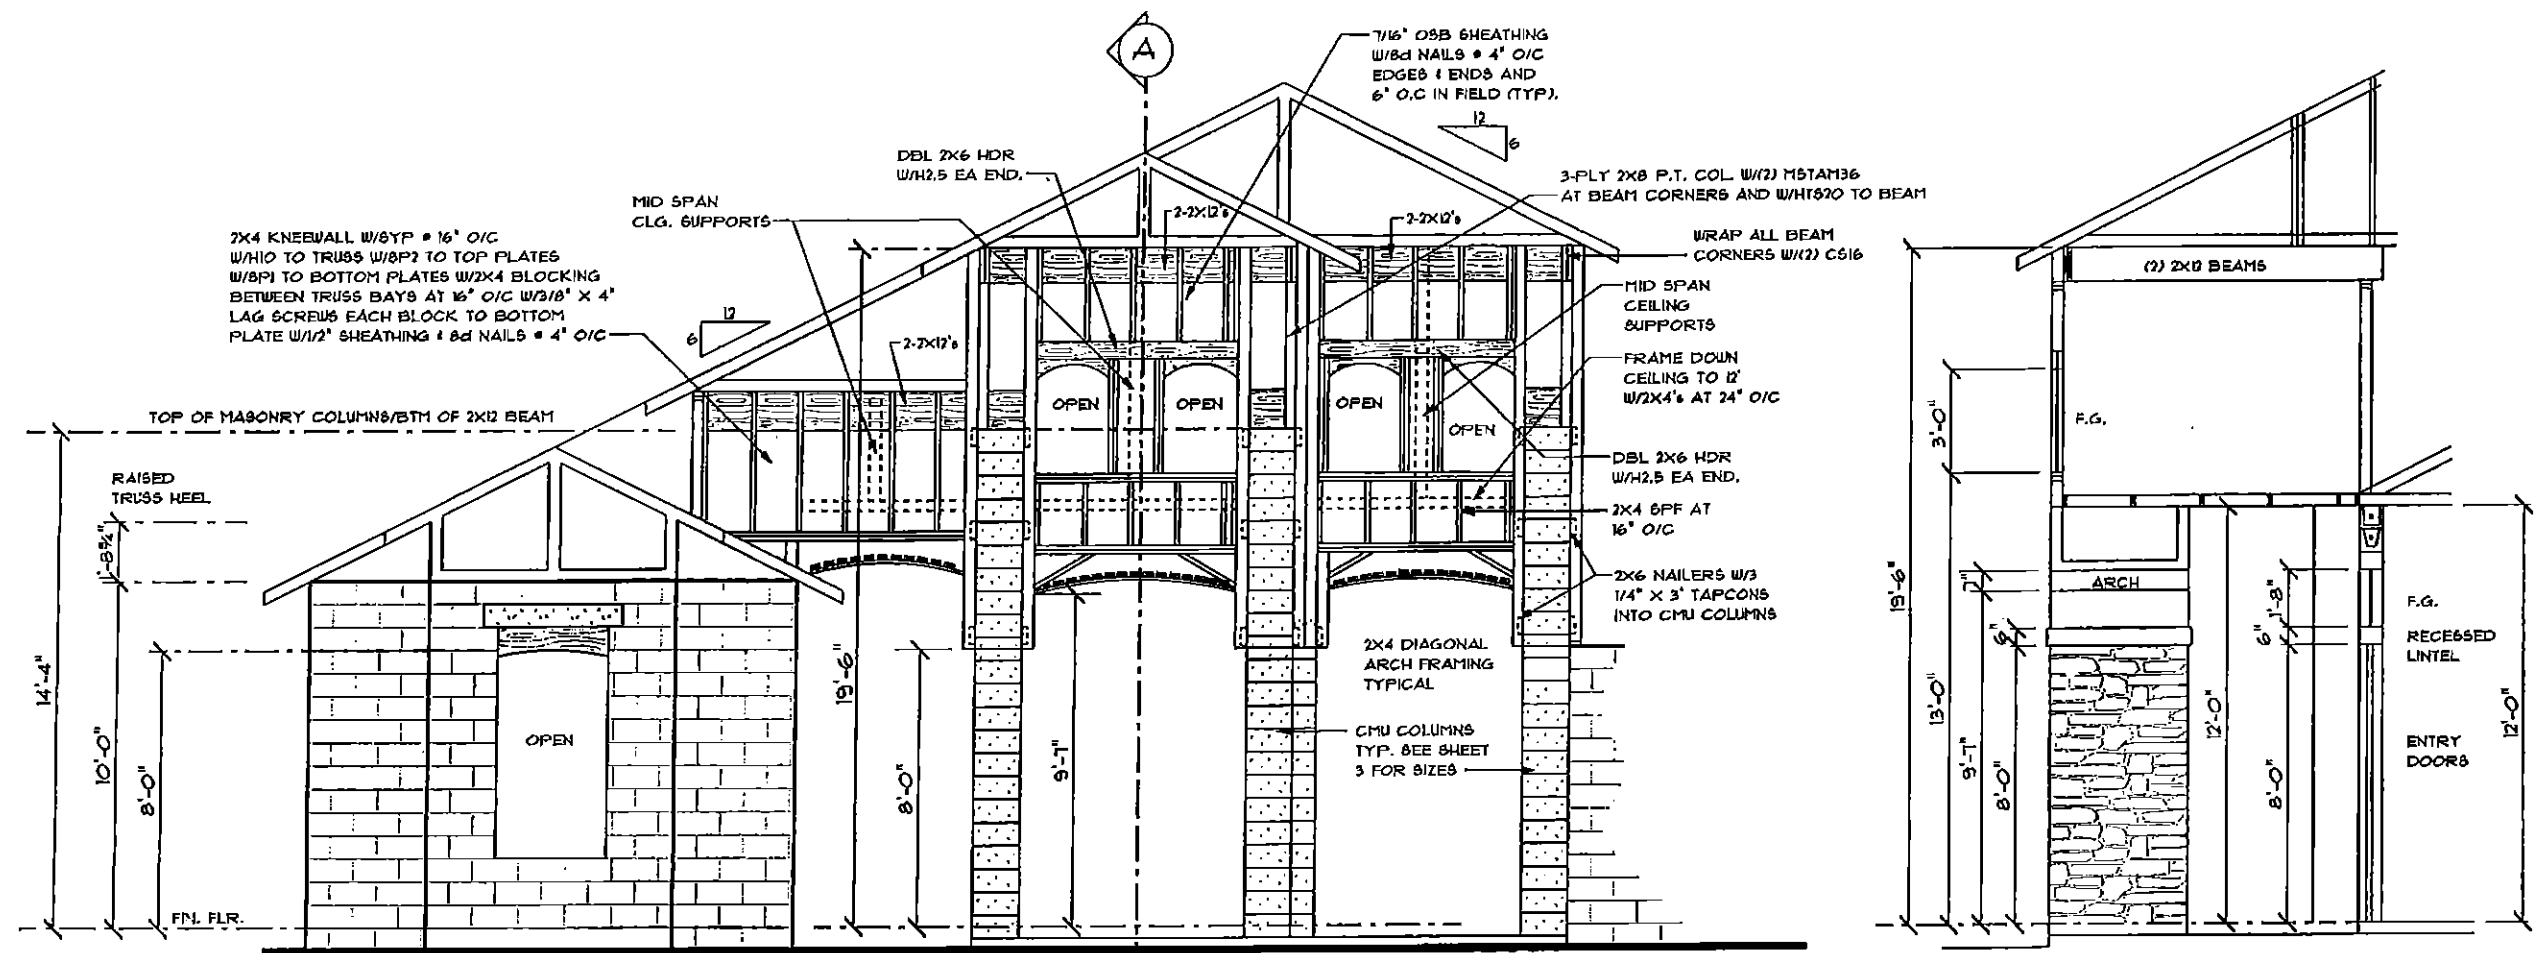 A
7/16" OSB SHEATHING
W/8d NAILS @ 4" O/C
EDGES & ENDS AND
6" O.C IN FIELD (TYP).
12
6
DBL 2X6 HDR
W/H2.5 EA END.
MID SPAN
CLG. SUPPORTS
3-PLY 2X8 P.T. COL. W/(2) MSTAM36
AT BEAM CORNERS AND W/HTS20 TO BEAM
2X4 KNEEWALL W/SYP @ 16" O/C
W/H10 TO TRUSS W/SP2 TO TOP PLATES
W/SP1 TO BOTTOM PLATES W/2X4 BLOCKING
BETWEEN TRUSS BAYS AT 16" O/C W/3/8" X 4"
LAG SCREWS EACH BLOCK TO BOTTOM
PLATE W/1/2" SHEATHING & 8d NAILS @ 4" O/C
12
6
2-2X12's
2-2X12's
2-2X12's
WRAP ALL BEAM
CORNERS W/(2) CS16
MID SPAN
CEILING
SUPPORTS
FRAME DOWN
CEILING TO 12'
W/2X4's AT 24" O/C
OPEN
OPEN
OPEN
OPEN
DBL 2X6 HDR
W/H2.5 EA END.
2X4 SPF AT
16" O/C
2X6 NAILERS W/3
1/4" X 3" TAPCONS
INTO CMU COLUMNS
2X4 DIAGONAL
ARCH FRAMING
TYPICAL
CMU COLUMNS
TYP. SEE SHEET
3 FOR SIZES
TOP OF MASONRY COLUMNS/BTM OF 2X12 BEAM
RAISED
TRUSS HEEL
1'-8 3/4"
14'-4"
10'-0"
8'-0"
OPEN
FIN. FLR.
19'-6"
8'-0"
9'-7"
(2) 2X12 BEAMS
F.G.
3'-0"
19'-6"
13'-0"
7"
9'-7"
6"
8'-0"
ARCH
12'-0"
1'-8"
6"
8'-0"
F.G.
RECESSED
LINTEL
ENTRY
DOORS
12'-0"